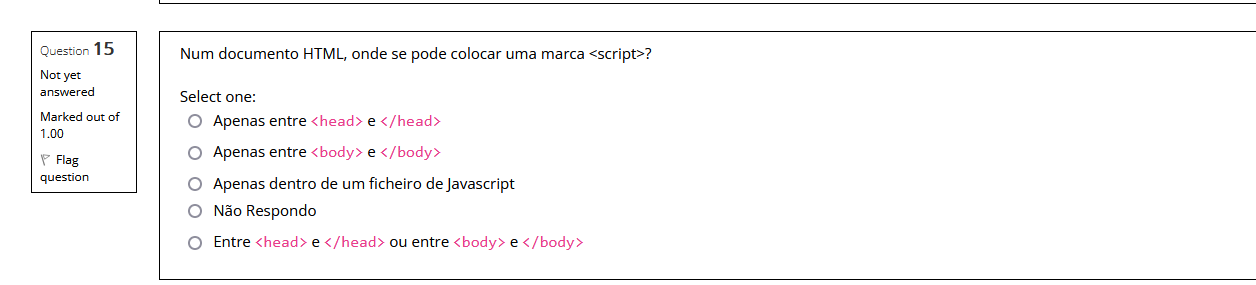 Question 15
Not yet
answered
Marked out of
1.00
Flag
question
Num documento HTML, onde se pode colocar uma marca <script>?
Select one:
Apenas entre <head> e </head>
Apenas entre <body> e </body>
Apenas dentro de um ficheiro de Javascript
Não Respondo
Entre <head> e </head> ou entre <body> e </body>